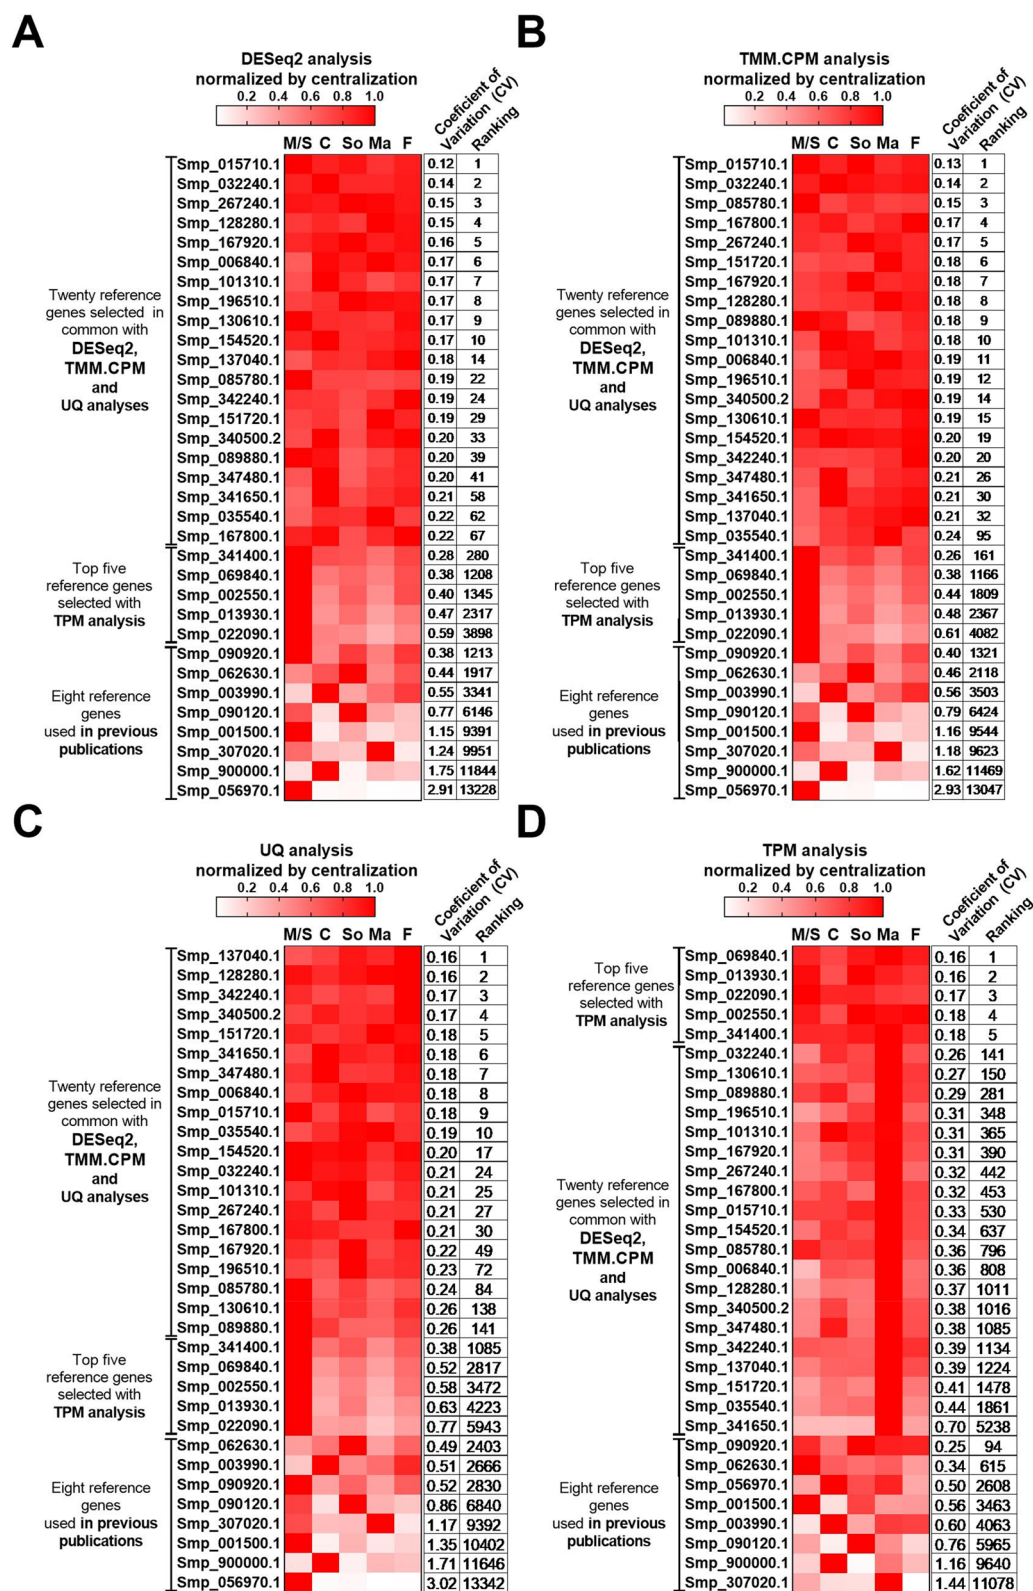 A
DESeq2 analysis
normalized by centralization
0.2 0.4 0.6 0.8 1.0
Coeficient of
Variation (CV)
Ranking
M/S C So Ma F
Twenty reference
genes selected in
common with
DESeq2,
TMM.CPM
and
UQ analyses
Smp_015710.1 0.12 1
Smp_032240.1 0.14 2
Smp_267240.1 0.15 3
Smp_128280.1 0.15 4
Smp_167920.1 0.16 5
Smp_006840.1 0.17 6
Smp_101310.1 0.17 7
Smp_196510.1 0.17 8
Smp_130610.1 0.17 9
Smp_154520.1 0.17 10
Smp_137040.1 0.18 14
Smp_085780.1 0.19 22
Smp_342240.1 0.19 24
Smp_151720.1 0.19 29
Smp_340500.2 0.20 33
Smp_089880.1 0.20 39
Smp_347480.1 0.20 41
Smp_341650.1 0.21 58
Smp_035540.1 0.22 62
Smp_167800.1 0.22 67
Top five
reference genes
selected with
TPM analysis
Smp_341400.1 0.28 280
Smp_069840.1 0.38 1208
Smp_002550.1 0.40 1345
Smp_013930.1 0.47 2317
Smp_022090.1 0.59 3898
Eight reference
genes
used in previous
publications
Smp_090920.1 0.38 1213
Smp_062630.1 0.44 1917
Smp_003990.1 0.55 3341
Smp_090120.1 0.77 6146
Smp_001500.1 1.15 9391
Smp_307020.1 1.24 9951
Smp_900000.1 1.75 11844
Smp_056970.1 2.91 13228
B
TMM.CPM analysis
normalized by centralization
0.2 0.4 0.6 0.8 1.0
Coeficient of
Variation (CV)
Ranking
M/S C So Ma F
Twenty reference
genes selected in
common with
DESeq2,
TMM.CPM
and
UQ analyses
Smp_015710.1 0.13 1
Smp_032240.1 0.14 2
Smp_085780.1 0.15 3
Smp_167800.1 0.17 4
Smp_267240.1 0.17 5
Smp_151720.1 0.18 6
Smp_167920.1 0.18 7
Smp_128280.1 0.18 8
Smp_089880.1 0.18 9
Smp_101310.1 0.18 10
Smp_006840.1 0.19 11
Smp_196510.1 0.19 12
Smp_340500.2 0.19 14
Smp_130610.1 0.19 15
Smp_154520.1 0.20 19
Smp_342240.1 0.20 20
Smp_347480.1 0.21 26
Smp_341650.1 0.21 30
Smp_137040.1 0.21 32
Smp_035540.1 0.24 95
Top five
reference genes
selected with
TPM analysis
Smp_341400.1 0.26 161
Smp_069840.1 0.38 1166
Smp_002550.1 0.44 1809
Smp_013930.1 0.48 2367
Smp_022090.1 0.61 4082
Eight reference
genes
used in previous
publications
Smp_090920.1 0.40 1321
Smp_062630.1 0.46 2118
Smp_003990.1 0.56 3503
Smp_090120.1 0.79 6424
Smp_001500.1 1.16 9544
Smp_307020.1 1.18 9623
Smp_900000.1 1.62 11469
Smp_056970.1 2.93 13047
C
UQ analysis
normalized by centralization
0.2 0.4 0.6 0.8 1.0
Coeficient of
Variation (CV)
Ranking
M/S C So Ma F
Twenty reference
genes selected in
common with
DESeq2,
TMM.CPM
and
UQ analyses
Smp_137040.1 0.16 1
Smp_128280.1 0.16 2
Smp_342240.1 0.17 3
Smp_340500.2 0.17 4
Smp_151720.1 0.18 5
Smp_341650.1 0.18 6
Smp_347480.1 0.18 7
Smp_006840.1 0.18 8
Smp_015710.1 0.18 9
Smp_035540.1 0.19 10
Smp_154520.1 0.20 17
Smp_032240.1 0.21 24
Smp_101310.1 0.21 25
Smp_267240.1 0.21 27
Smp_167800.1 0.21 30
Smp_167920.1 0.22 49
Smp_196510.1 0.23 72
Smp_085780.1 0.24 84
Smp_130610.1 0.26 138
Smp_089880.1 0.26 141
Top five
reference genes
selected with
TPM analysis
Smp_341400.1 0.38 1085
Smp_069840.1 0.52 2817
Smp_002550.1 0.58 3472
Smp_013930.1 0.63 4223
Smp_022090.1 0.77 5943
Eight reference
genes
used in previous
publications
Smp_062630.1 0.49 2403
Smp_003990.1 0.51 2666
Smp_090920.1 0.52 2830
Smp_090120.1 0.86 6840
Smp_307020.1 1.17 9392
Smp_001500.1 1.35 10402
Smp_900000.1 1.71 11646
Smp_056970.1 3.02 13342
D
TPM analysis
normalized by centralization
0.2 0.4 0.6 0.8 1.0
Coeficient of
Variation (CV)
Ranking
M/S C So Ma F
Top five
reference genes
selected with
TPM analysis
Smp_069840.1 0.16 1
Smp_013930.1 0.16 2
Smp_022090.1 0.17 3
Smp_002550.1 0.18 4
Smp_341400.1 0.18 5
Twenty reference
genes selected in
common with
DESeq2,
TMM.CPM
and
UQ analyses
Smp_032240.1 0.26 141
Smp_130610.1 0.27 150
Smp_089880.1 0.29 281
Smp_196510.1 0.31 348
Smp_101310.1 0.31 365
Smp_167920.1 0.31 390
Smp_267240.1 0.32 442
Smp_167800.1 0.32 453
Smp_015710.1 0.33 530
Smp_154520.1 0.34 637
Smp_085780.1 0.36 796
Smp_006840.1 0.36 808
Smp_128280.1 0.37 1011
Smp_340500.2 0.38 1016
Smp_347480.1 0.38 1085
Smp_342240.1 0.39 1134
Smp_137040.1 0.39 1224
Smp_151720.1 0.41 1478
Smp_035540.1 0.44 1861
Smp_341650.1 0.70 5238
Eight reference
genes
used in previous
publications
Smp_090920.1 0.25 94
Smp_062630.1 0.34 615
Smp_056970.1 0.50 2608
Smp_001500.1 0.56 3463
Smp_003990.1 0.60 4063
Smp_090120.1 0.76 5965
Smp_900000.1 1.16 9640
Smp_307020.1 1.44 11078